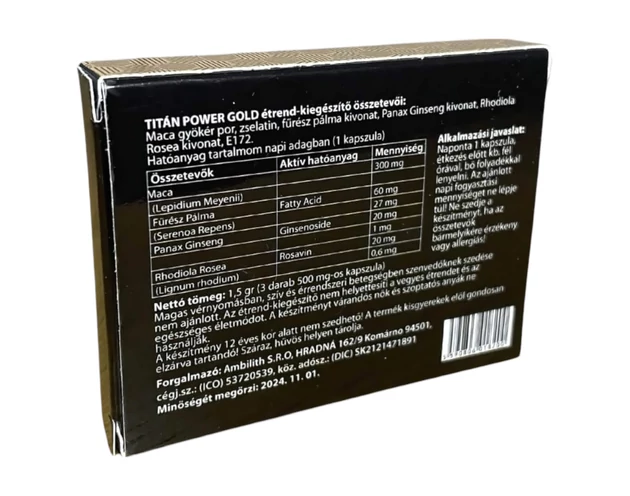 TITÁN POWER GOLD étrend-kiegészítő összetevői:
Maca gyökér por, zselatin, fűrész pálma kivonat, Panax Ginseng kivonat, Rhodiola
Rosea kivonat, E172.
Hatóanyag tartalmom napi adagban (1 kapszula)
Összetevők Aktív hatóanyag Mennyiség
Maca 300 mg
(Lepidium Meyenii)
Fűrész Pálma Fatty Acid 60 mg
(Serenoa Repens) 27 mg
Panax Ginseng Ginsenoside 20 mg
1 mg
Rhodiola Rosea Rosavin 20 mg
(Lignum rhodium) 0,6 mg
Alkalmazási javaslat:
Naponta 1 kapszula,
étkezés előtt kb. fél
órával, bő folyadékkal
lenyelni. Az ajánlott
napi fogyasztási
mennyiséget ne lépje
túl! Ne szedje a
készítményt, ha az
összetevők
bármelyikére érzékeny
vagy allergiás!
Nettó tömeg: 1,5 gr (3 darab 500 mg-os kapszula)
Magas vérnyomásban, szív és érrendszeri betegségben szenvedőknek szedése
nem ajánlott. Az étrend-kiegészítő nem helyettesíti a vegyes étrendet és az
egészséges életmódot. A készítményt várandós nők és szoptatós anyák ne
használják.
A készítmény 12 éves kor alatt nem szedhető! A termék kisgyerekek elől gondosan
elzárva tartandó! Száraz, hűvös helyen tárolja.
Forgalmazó: Ambilith S.R.O, HRADNÁ 162/9 Komárno 94501,
cégj.sz.: (ICO) 53720539, köz. adósz.: (DIC) SK2121471891
Minőségét megőrzi: 2024. 11. 01.